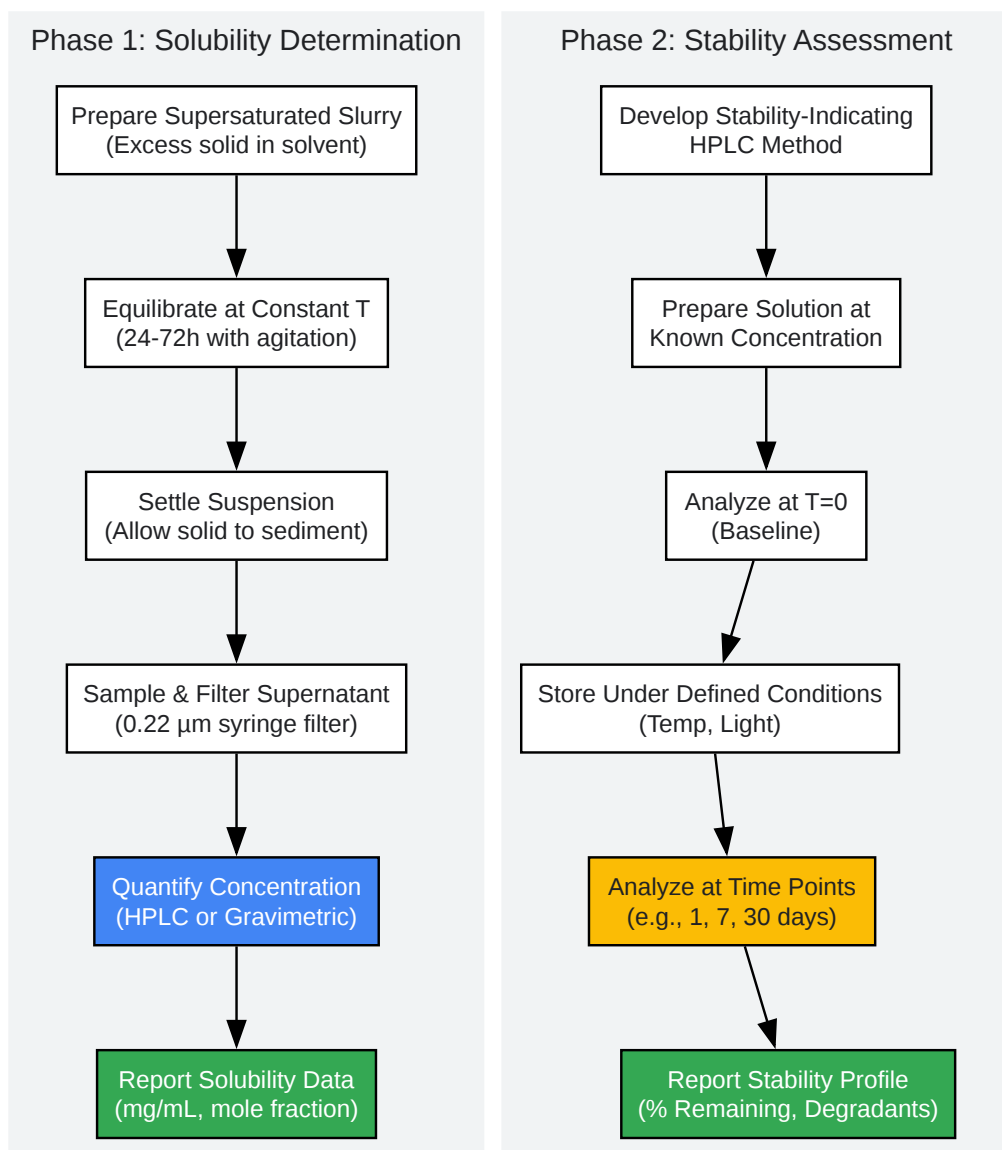 Phase 1: Solubility Determination
Prepare Supersaturated Slurry
(Excess solid in solvent)
Equilibrate at Constant T
(24-72h with agitation)
Settle Suspension
(Allow solid to sediment)
Sample & Filter Supernatant
(0.22 µm syringe filter)
Quantify Concentration
(HPLC or Gravimetric)
Report Solubility Data
(mg/mL, mole fraction)
Phase 2: Stability Assessment
Develop Stability-Indicating
HPLC Method
Prepare Solution at
Known Concentration
Analyze at T=0
(Baseline)
Store Under Defined Conditions
(Temp, Light)
Analyze at Time Points
(e.g., 1, 7, 30 days)
Report Stability Profile
(% Remaining, Degradants)